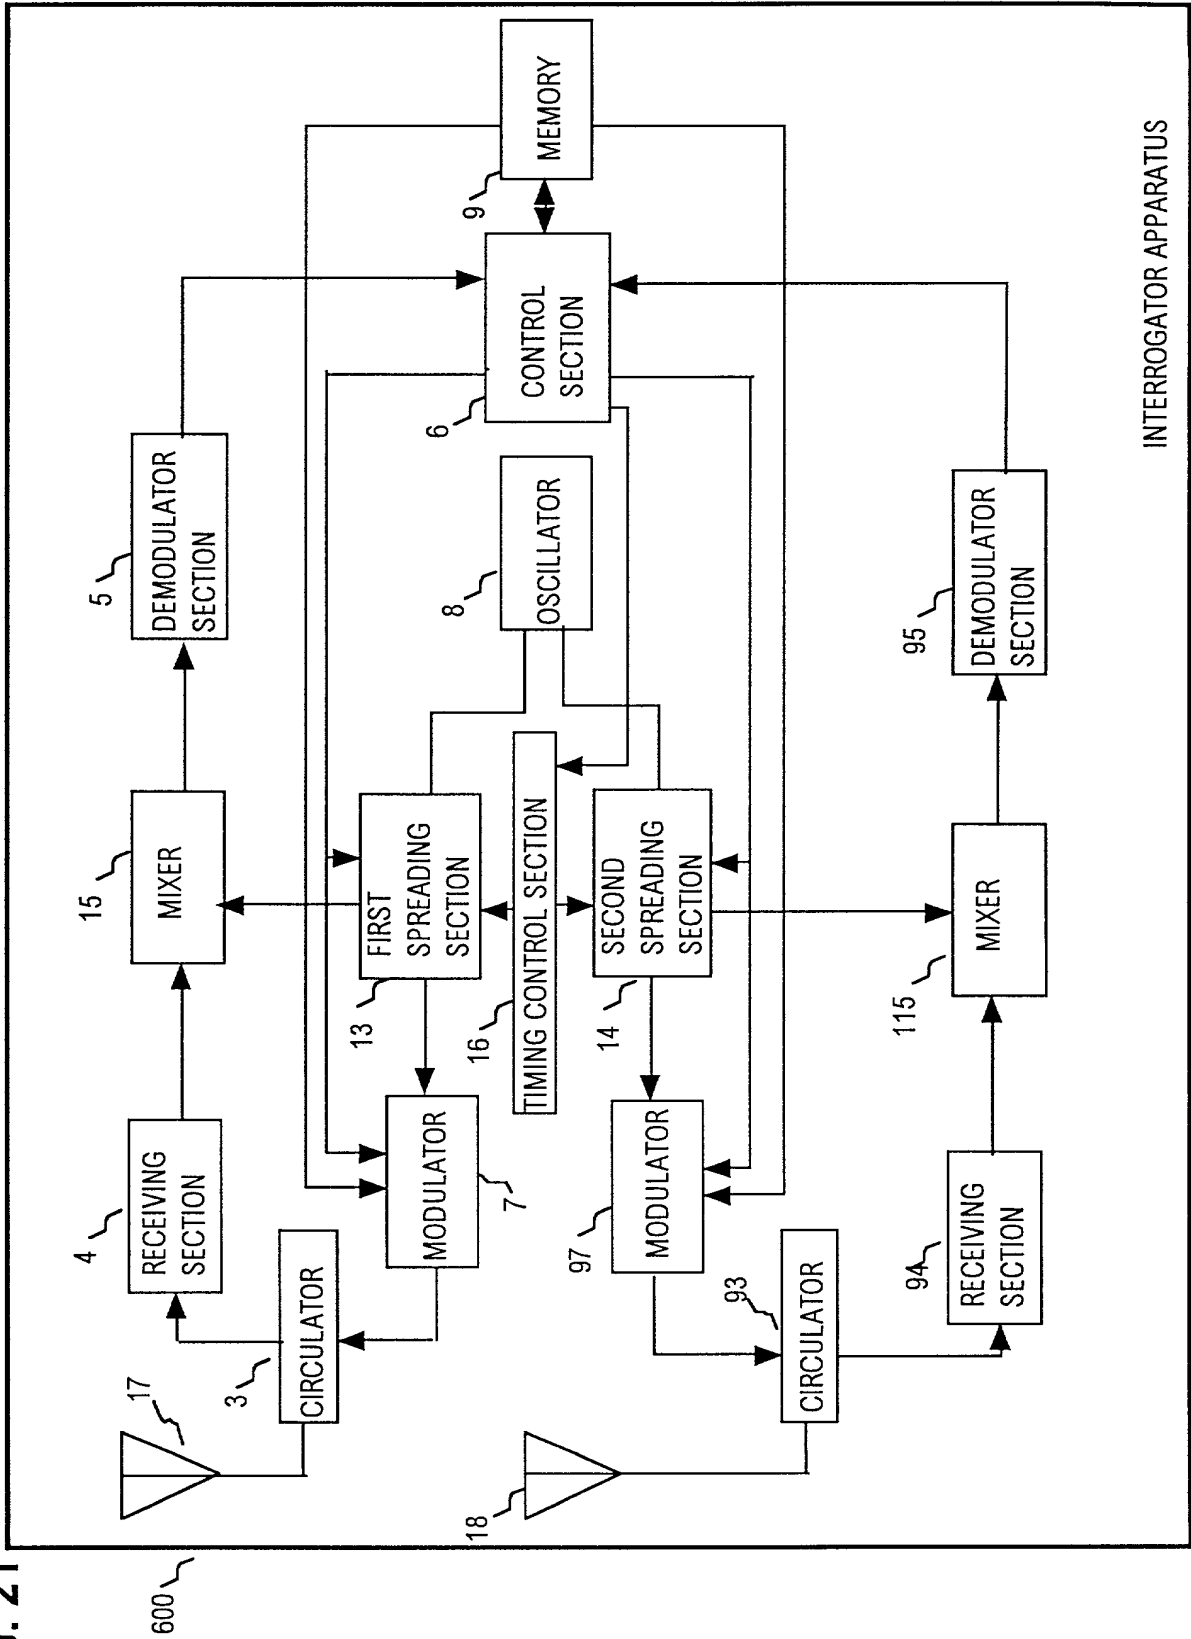 600
17
3
CIRCULATOR
4
RECEIVING
SECTION
15
MIXER
5
DEMODULATOR
SECTION
7
MODULATOR
13
FIRST
SPREADING
SECTION
16
TIMING CONTROL SECTION
8
OSCILLATOR
6
CONTROL
SECTION
9
MEMORY
18
93
CIRCULATOR
97
MODULATOR
14
SECOND
SPREADING
SECTION
94
RECEIVING
SECTION
115
MIXER
95
DEMODULATOR
SECTION
INTERROGATOR APPARATUS